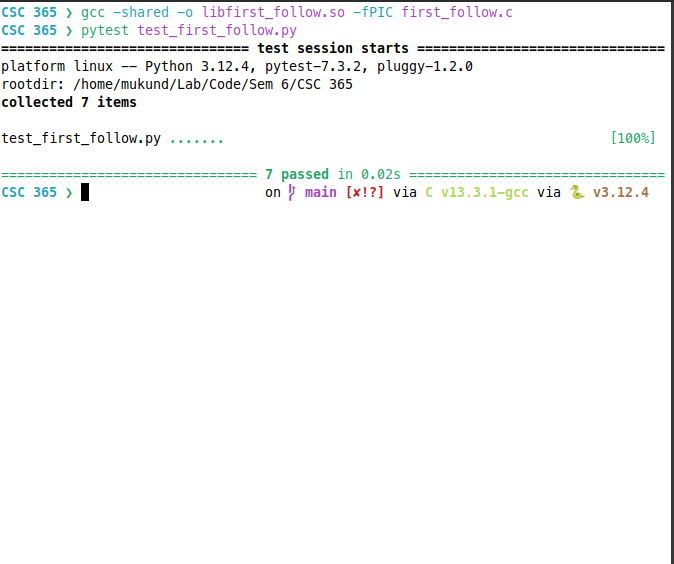 CSC 365 ❯ gcc -shared -o libfirst_follow.so -fPIC first_follow.c
CSC 365 ❯ pytest test_first_follow.py
=============================== test session starts ===============================
platform linux -- Python 3.12.4, pytest-7.3.2, pluggy-1.2.0
rootdir: /home/mukund/Lab/Code/Sem 6/CSC 365
collected 7 items
test_first_follow.py ....... [100%]
================================ 7 passed in 0.02s ================================
CSC 365 ❯ on main [✘!?] via C v13.3.1-gcc via 🐍 v3.12.4